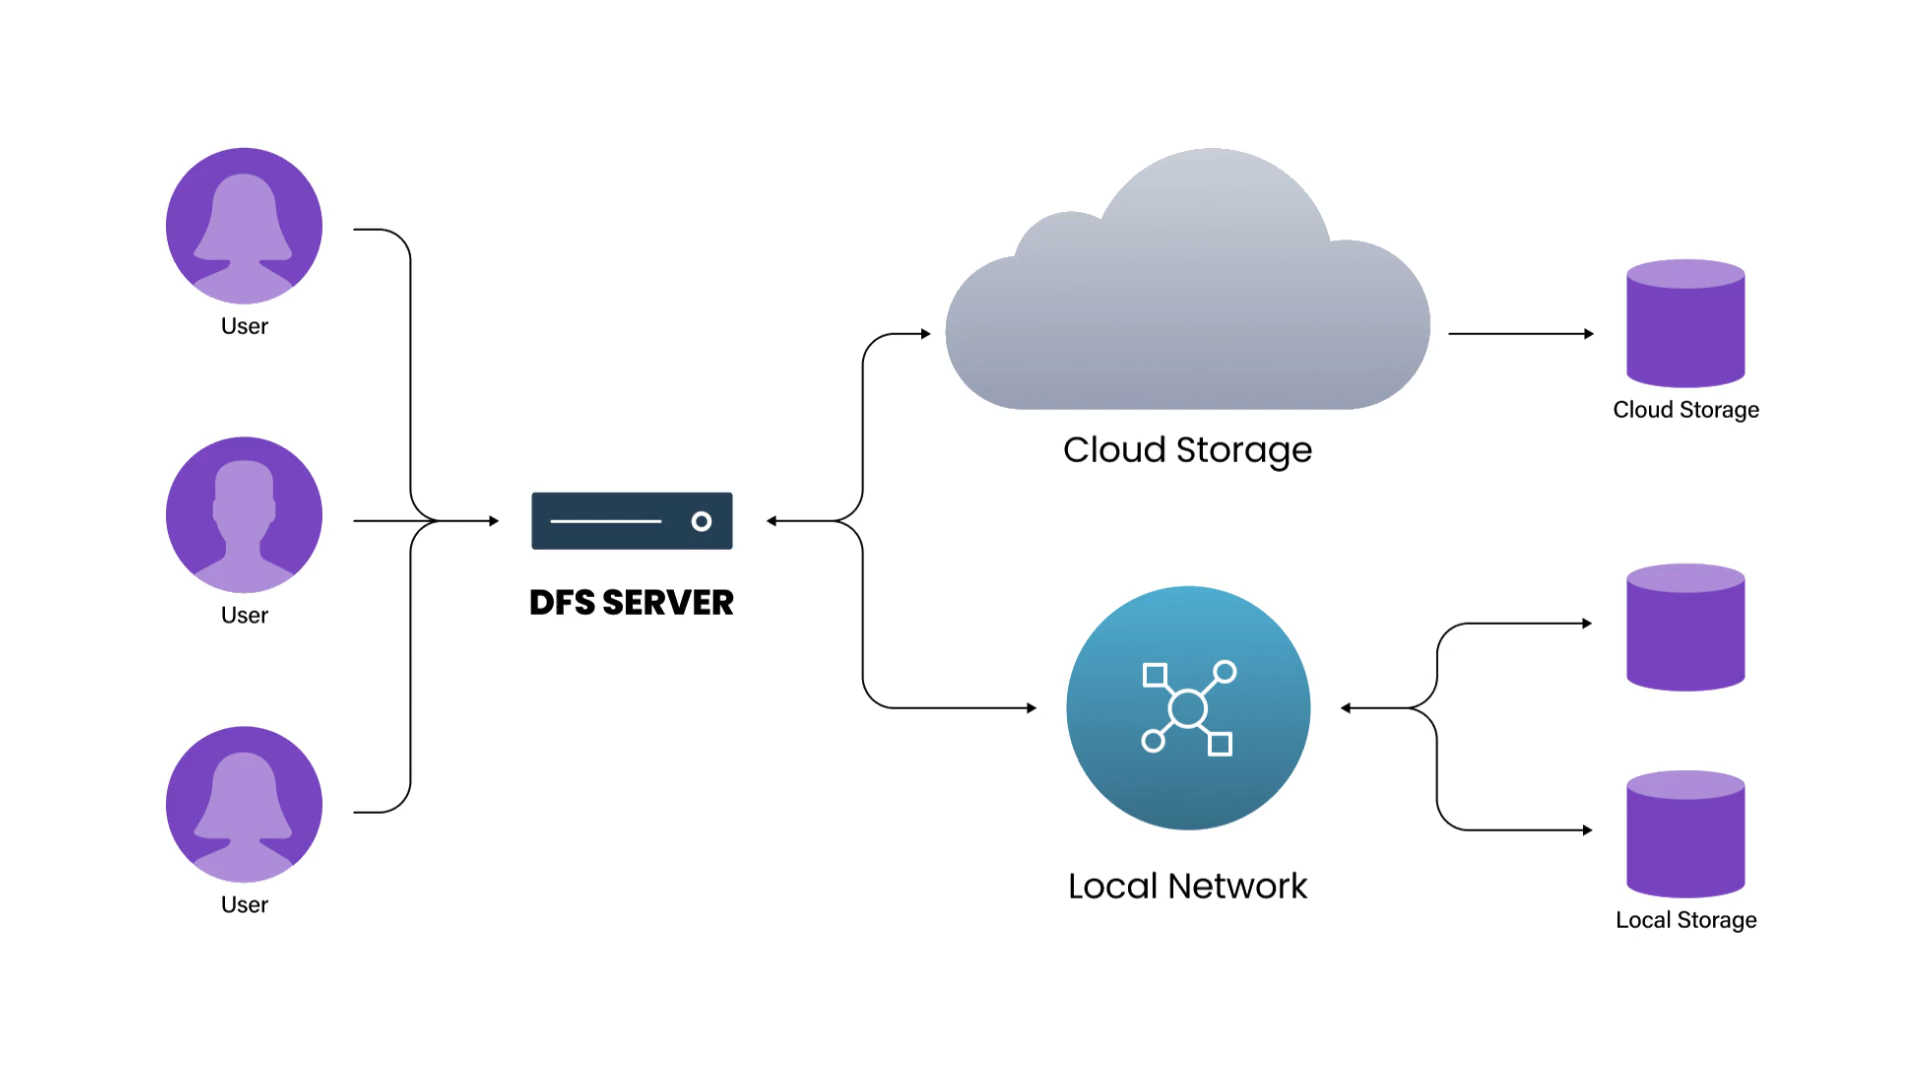 User
User
User
DFS SERVER
Cloud Storage
Local Network
Cloud Storage
Local Storage